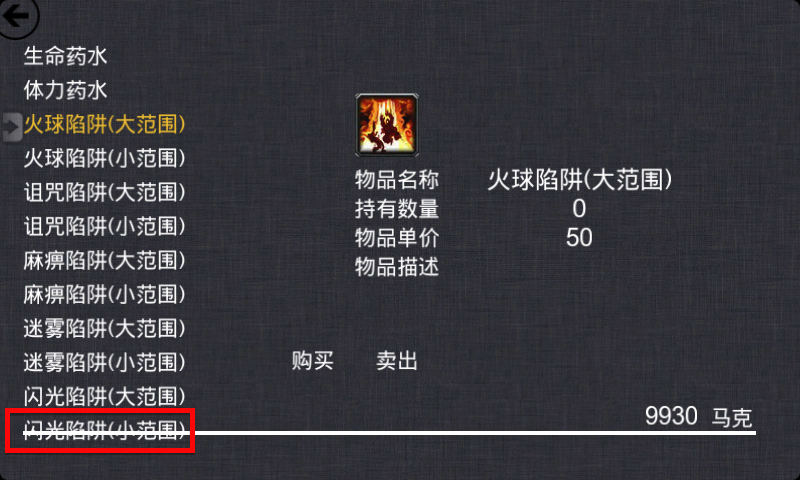 生命药水
体力药水
火球陷阱(大范围)
火球陷阱(小范围)
诅咒陷阱(大范围)
诅咒陷阱(小范围)
麻痹陷阱(大范围)
麻痹陷阱(小范围)
迷雾陷阱(大范围)
迷雾陷阱(小范围)
闪光陷阱(大范围)
闪光陷阱(小范围)
物品名称 火球陷阱(大范围)
持有数量 0
物品单价 50
物品描述
购买 卖出
9930 马克